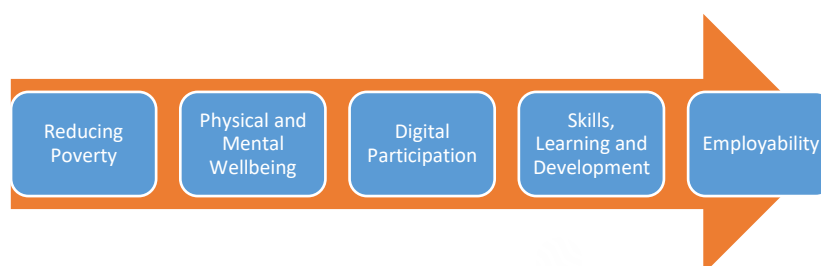 Reducing
Poverty
Physical and
Mental
Wellbeing
Digital
Participation
Skills,
Learning and
Development
Employability